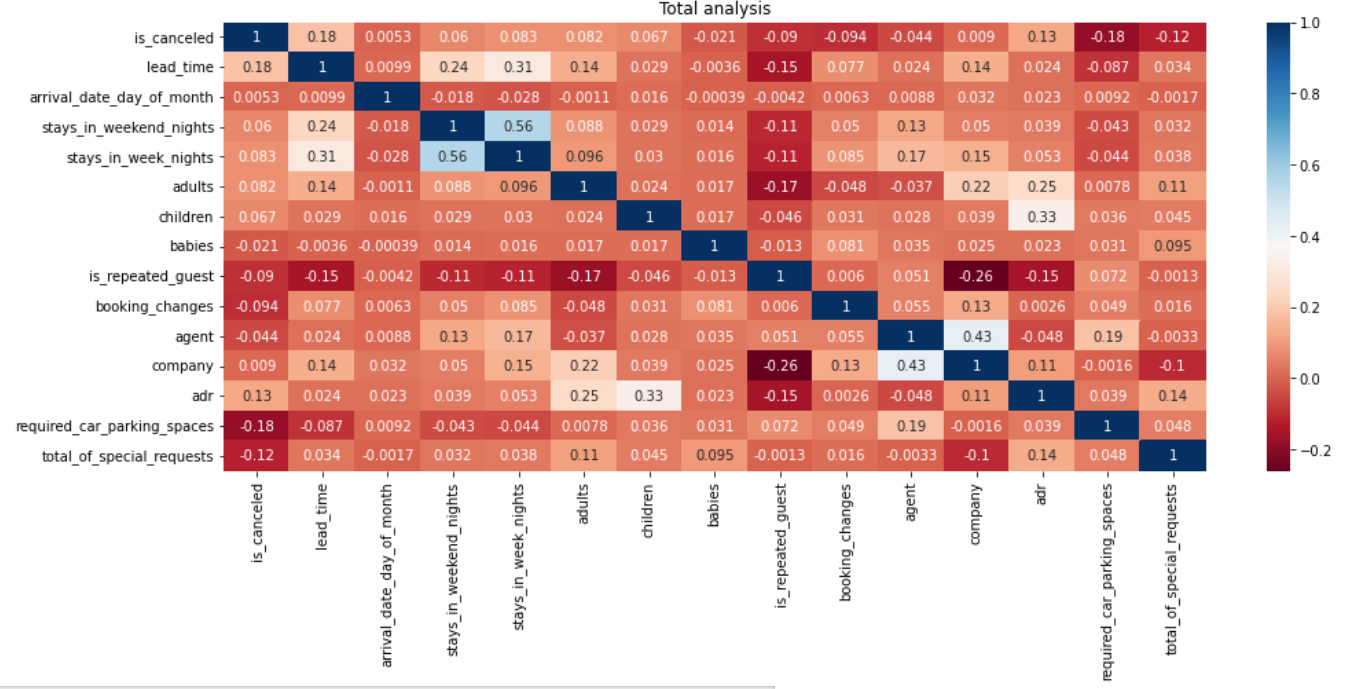 Total analysis
is_canceled 1 0.18 0.0053 0.06 0.083 0.082 0.067 -0.021 -0.09 -0.094 -0.044 0.009 0.13 -0.18 -0.12
lead_time 0.18 1 0.0099 0.24 0.31 0.14 0.029 -0.0036 -0.15 0.077 0.024 0.14 0.024 -0.087 0.034
arrival_date_day_of_month 0.0053 0.0099 1 -0.018 -0.028 -0.0011 0.016 -0.00039 -0.0042 0.0063 0.0088 0.032 0.023 0.0092 -0.0017
stays_in_weekend_nights 0.06 0.24 -0.018 1 0.56 0.088 0.029 0.014 -0.11 0.05 0.13 0.05 0.039 -0.043 0.032
stays_in_week_nights 0.083 0.31 -0.028 0.56 1 0.096 0.03 0.016 -0.11 0.085 0.17 0.15 0.053 -0.044 0.038
adults 0.082 0.14 -0.0011 0.088 0.096 1 0.024 0.017 -0.17 -0.048 -0.037 0.22 0.25 0.0078 0.11
children 0.067 0.029 0.016 0.029 0.03 0.024 1 0.017 -0.046 0.031 0.028 0.039 0.33 0.036 0.045
babies -0.021 -0.0036 -0.00039 0.014 0.016 0.017 0.017 1 -0.013 0.081 0.035 0.025 0.023 0.031 0.095
is_repeated_guest -0.09 -0.15 -0.0042 -0.11 -0.11 -0.17 -0.046 -0.013 1 0.006 0.051 -0.26 -0.15 0.072 -0.0013
booking_changes -0.094 0.077 0.0063 0.05 0.085 -0.048 0.031 0.081 0.006 1 0.055 0.13 0.0026 0.049 0.016
agent -0.044 0.024 0.0088 0.13 0.17 -0.037 0.028 0.035 0.051 0.055 1 0.43 -0.048 0.19 -0.0033
company 0.009 0.14 0.032 0.05 0.15 0.22 0.039 0.025 -0.26 0.13 0.43 1 0.11 -0.0016 -0.1
adr 0.13 0.024 0.023 0.039 0.053 0.25 0.33 0.023 -0.15 0.0026 -0.048 0.11 1 0.039 0.14
required_car_parking_spaces -0.18 -0.087 0.0092 -0.043 -0.044 0.0078 0.036 0.031 0.072 0.049 0.19 -0.0016 0.039 1 0.048
total_of_special_requests -0.12 0.034 -0.0017 0.032 0.038 0.11 0.045 0.095 -0.0013 0.016 -0.0033 -0.1 0.14 0.048 1
is_canceled
lead_time
arrival_date_day_of_month
stays_in_weekend_nights
stays_in_week_nights
adults
children
babies
is_repeated_guest
booking_changes
agent
company
adr
required_car_parking_spaces
total_of_special_requests
1.0
0.8
0.6
0.4
0.2
0.0
−0.2